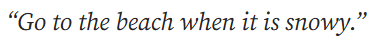 “Go to the beach when it is snowy.”